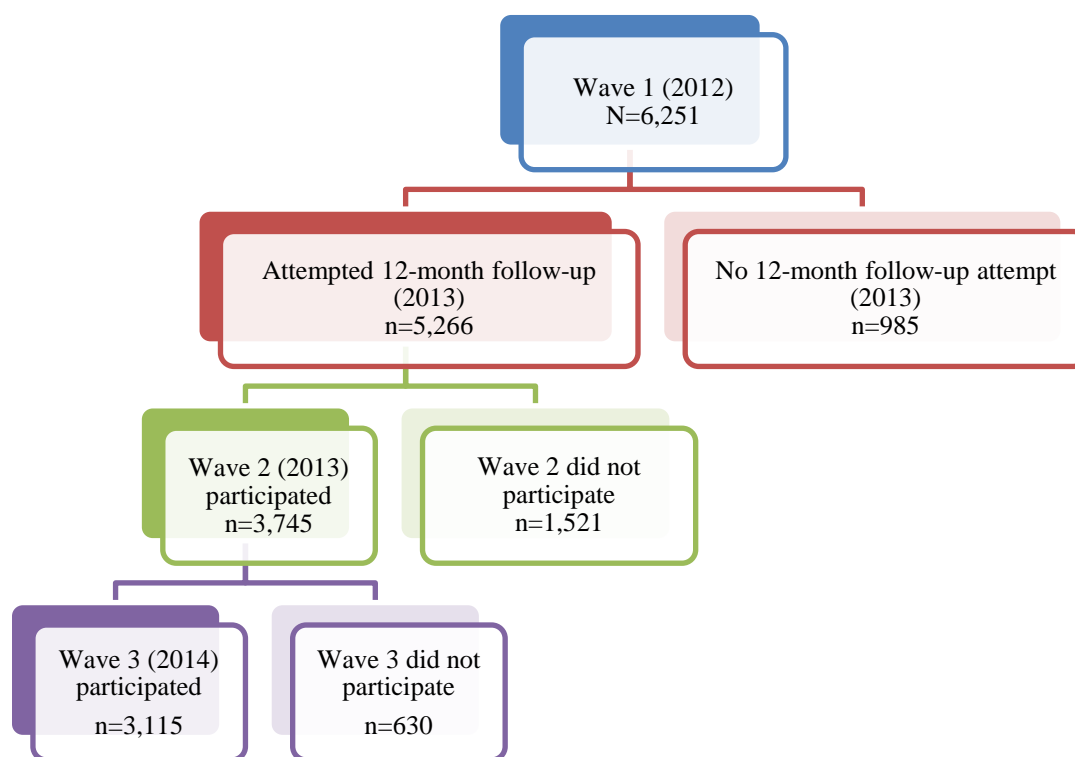 Wave 1 (2012)
N=6,251
Attempted 12-month follow-up
(2013)
n=5,266
No 12-month follow-up attempt
(2013)
n=985
Wave 2 (2013)
participated
n=3,745
Wave 2 did not
participate
n=1,521
Wave 3 (2014)
participated
n=3,115
Wave 3 did not
participate
n=630